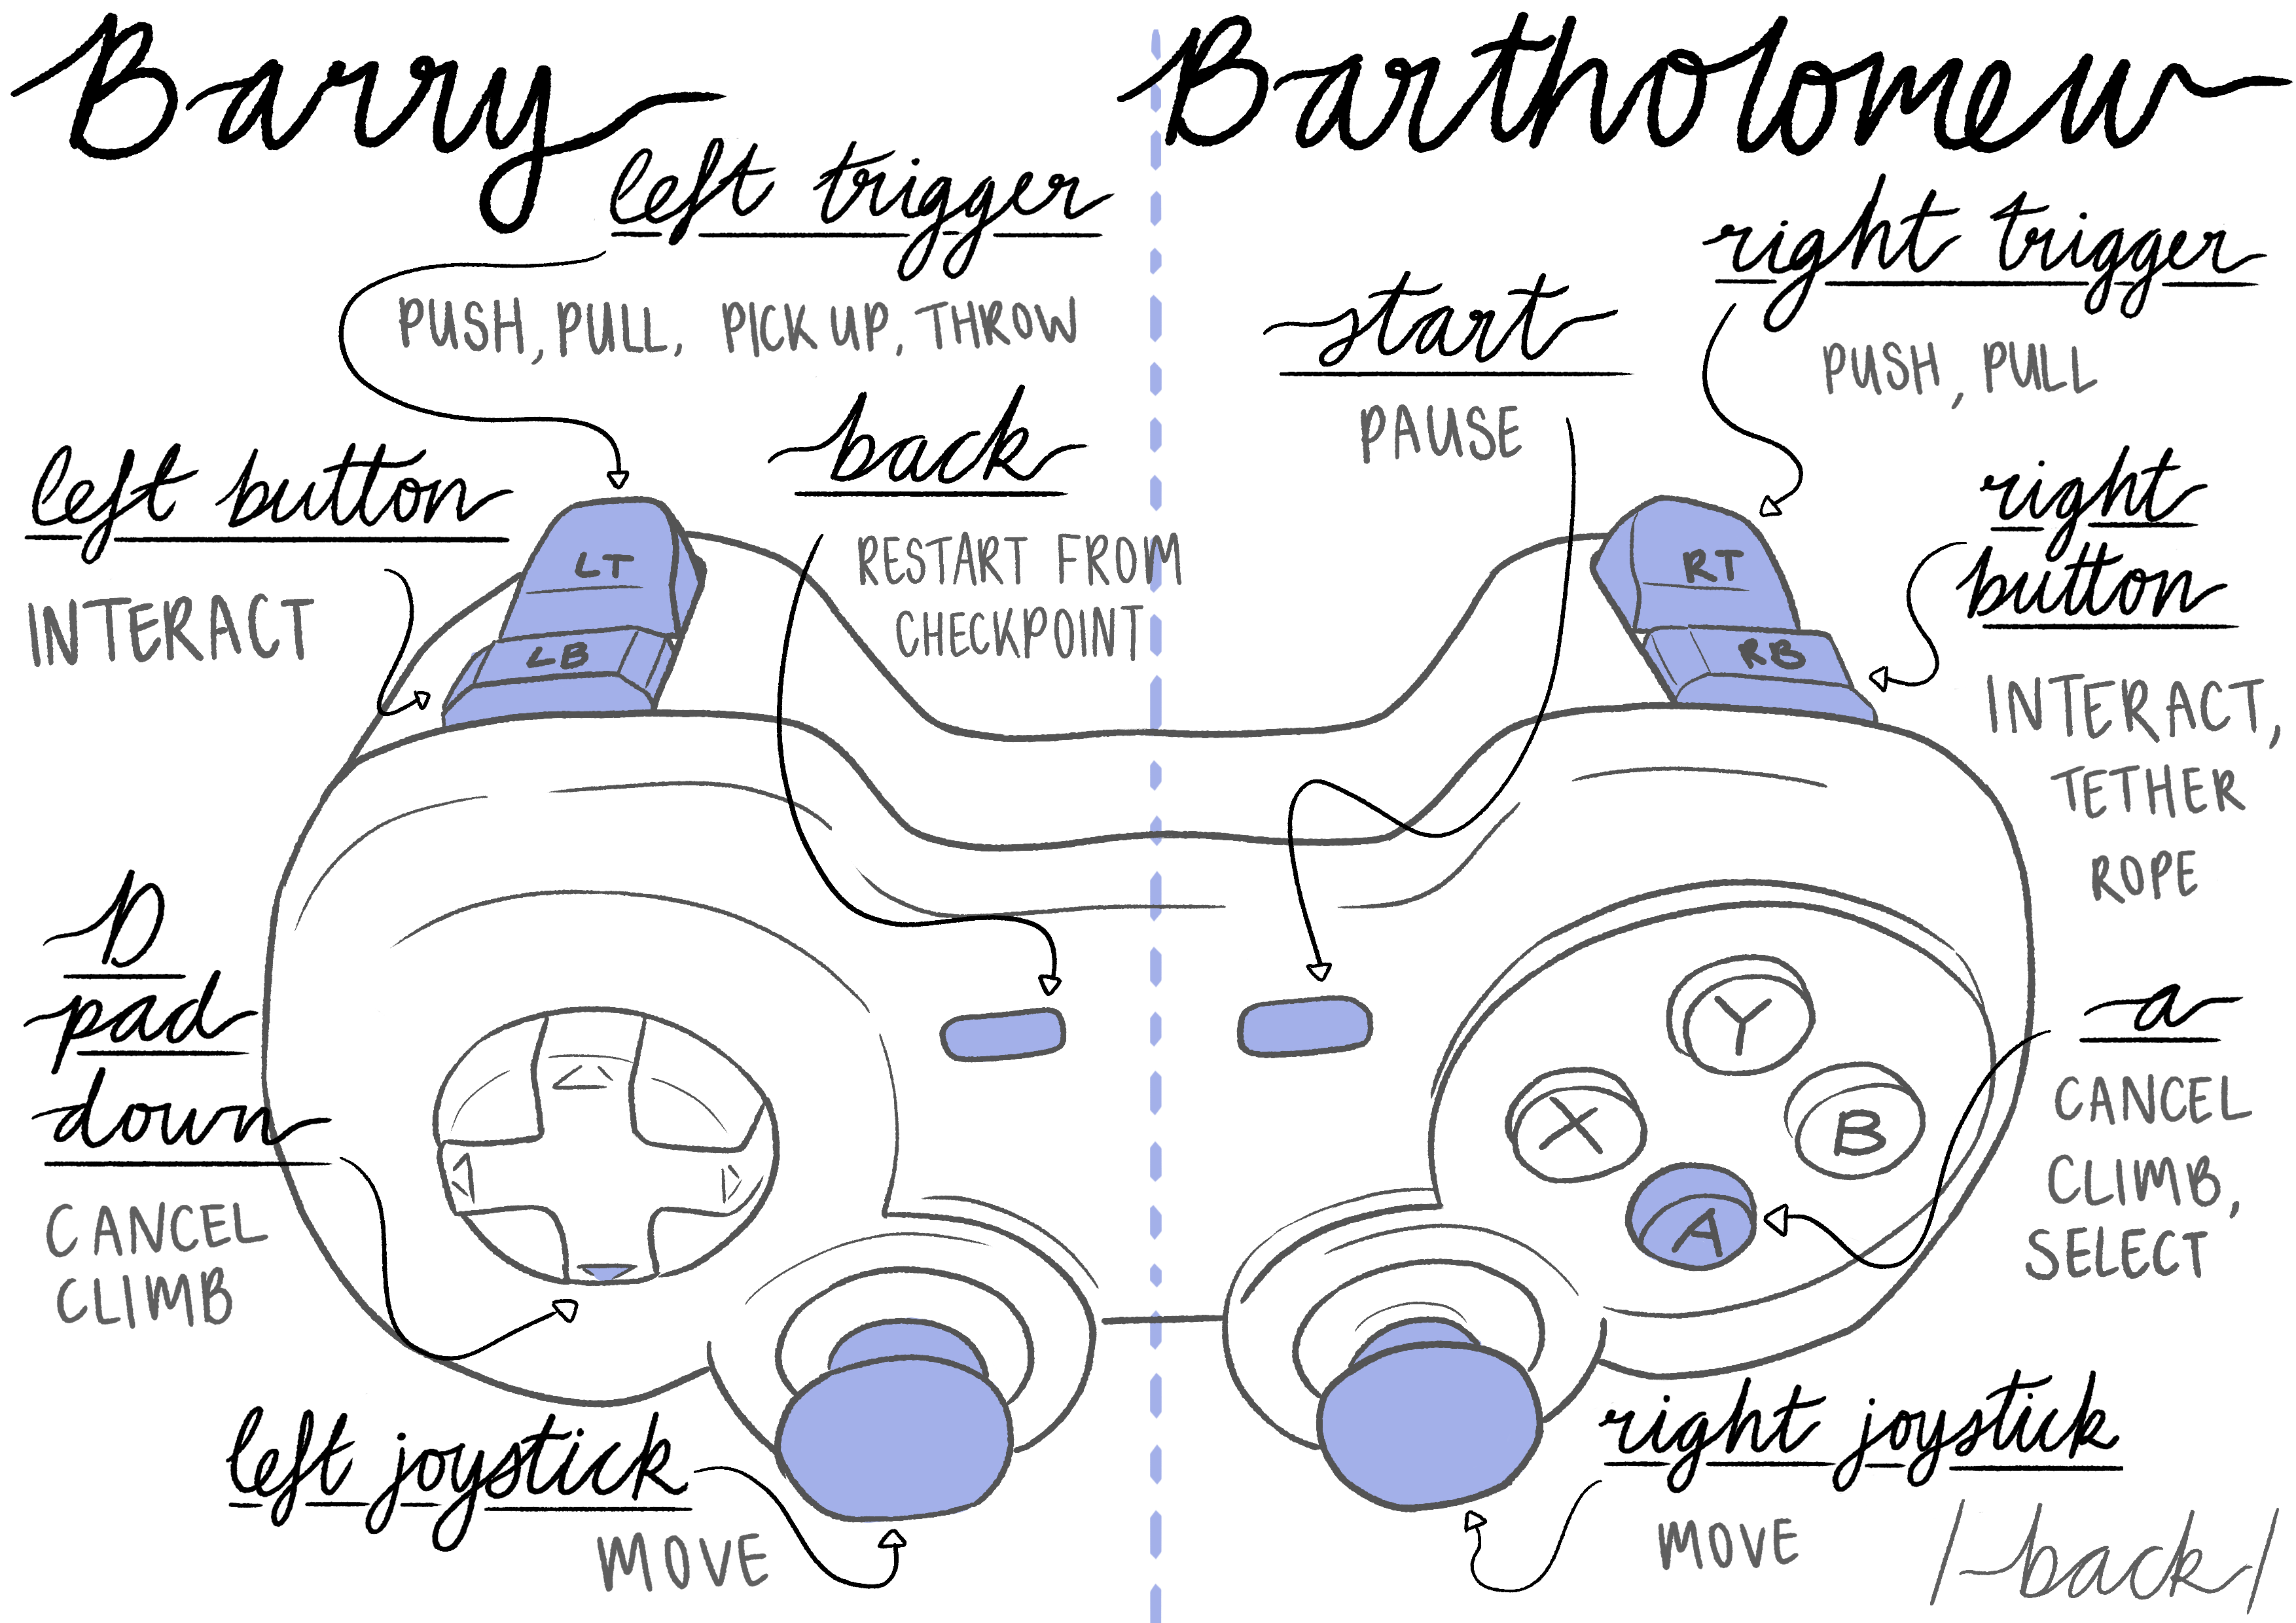 Barry
Bartholomew
left trigger
PUSH, PULL, PICK UP, THROW
left button
INTERACT
back
RESTART FROM
CHECKPOINT
LT
LB
D
pad
down
CANCEL
CLIMB
left joystick
MOVE
start
PAUSE
right trigger
PUSH, PULL
right
button
INTERACT,
TETHER
ROPE
RT
RB
Y
X
B
A
a
CANCEL
CLIMB,
SELECT
right joystick
MOVE
/back/